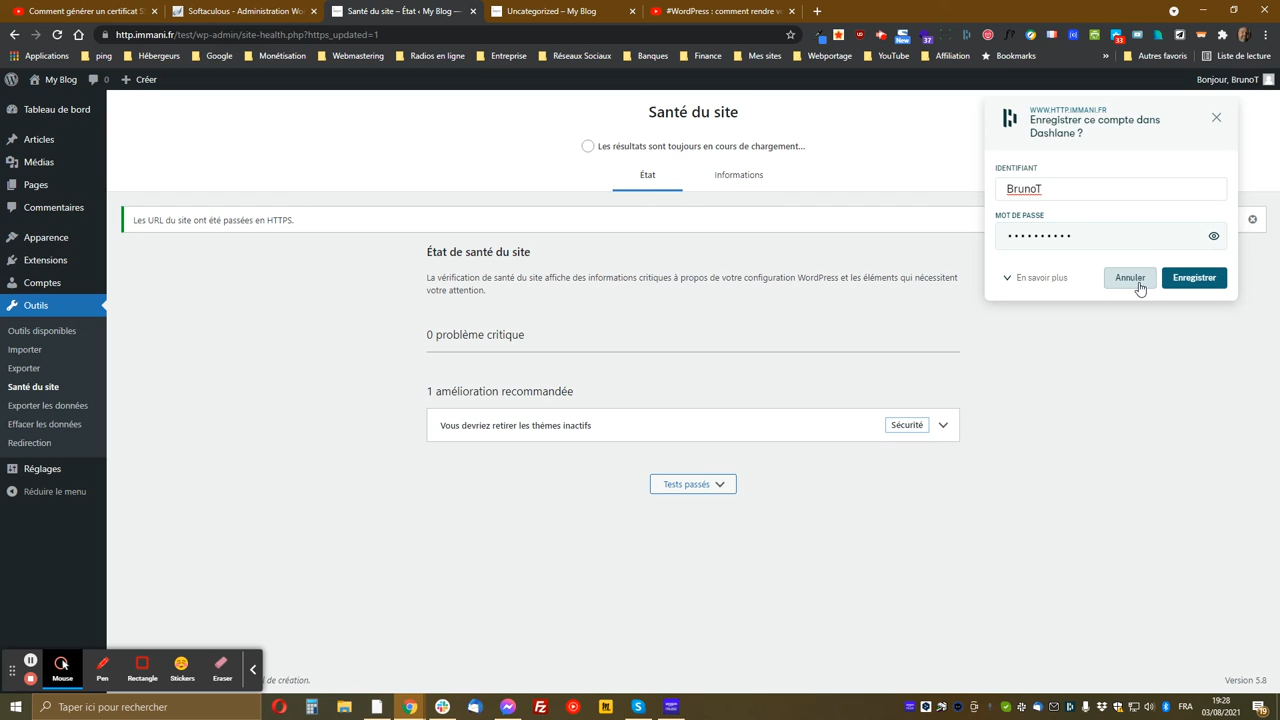 #WordPress : comment générer un certificat S
Softaculous - Administration Wo
Santé du site ‹ État ‹ My Blog —
Un commentaire — My Blog
#WordPress : comment rendre v
http.immani.fr/test/wp-admin/site-health.php?https_updated=1
Applications
ping
Hébergeurs
Google
Monétisation
Webmastering
Radios en ligne
Entreprise
Réseaux Sociaux
Banques
Finance
Mes sites
Webportage
YouTube
Affiliation
★ MOOC
»
Autres favoris
Liste de lecture
My Blog
0
Créer
Bonjour, BrunoT
Tableau de bord
Articles
Médias
Pages
Commentaires
Apparence
Extensions
Comptes
Outils
Outils disponibles
Importer
Exporter
Santé du site
Exporter les données
Effacer les données
Redirection
Réglages
Réduire le menu
Santé du site
Les résultats sont toujours en cours de chargement…
État
Informations
Les URL du site ont été passées en HTTPS.
État de santé du site
La vérification de santé du site affiche des informations critiques à propos de votre configuration WordPress et les éléments qui nécessitent
votre attention.
0 problème critique
1 amélioration recommandée
Vous devriez retirer les thèmes inactifs
Sécurité
Tests passés
WWW.HTTP.IMMANI.FR
Enregistrer ce compte dans
Dashlane ?
IDENTIFIANT
BrunoT
MOT DE PASSE
••••••••••
En savoir plus
Annuler
Enregistrer
Mouse
Pen
Rectangle
Stickers
Eraser
l de création.
Version 5.8
Taper ici pour rechercher
FRA
19:28
03/08/2021